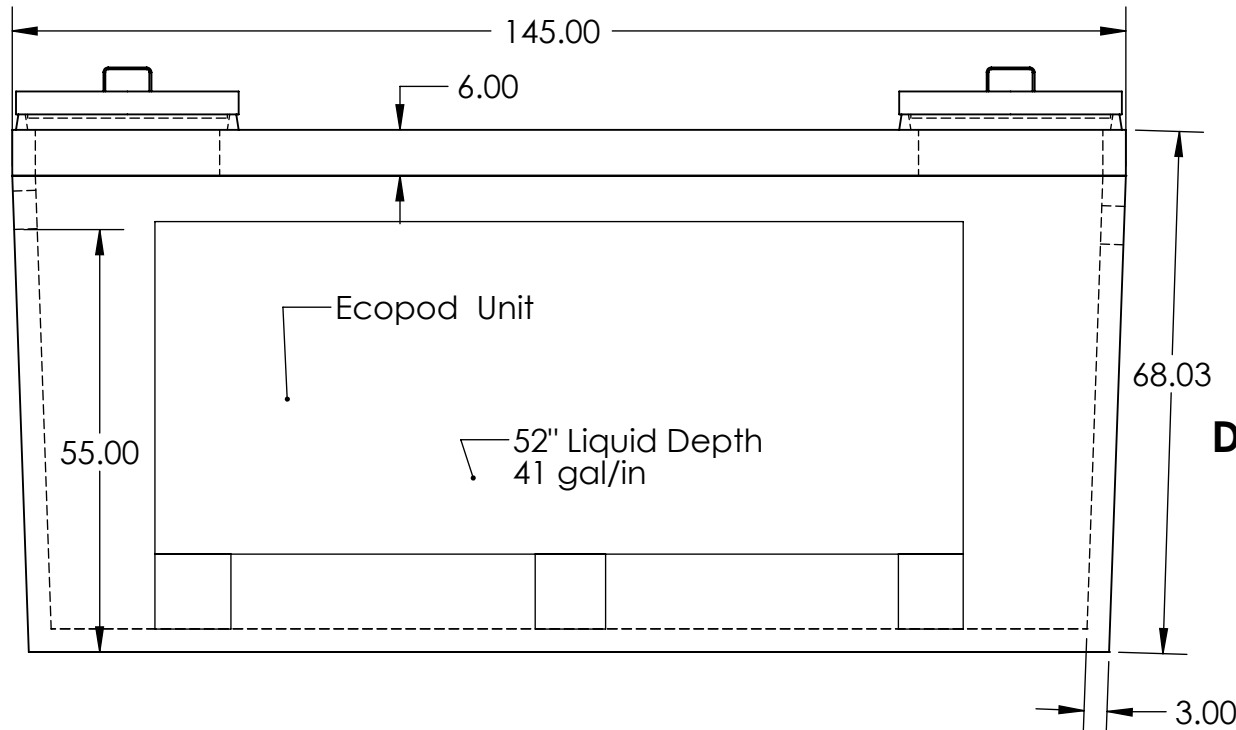 145.00
6.00
Ecopod Unit
68.03
52" Liquid Depth
41 gal/in
55.00
D
3.00